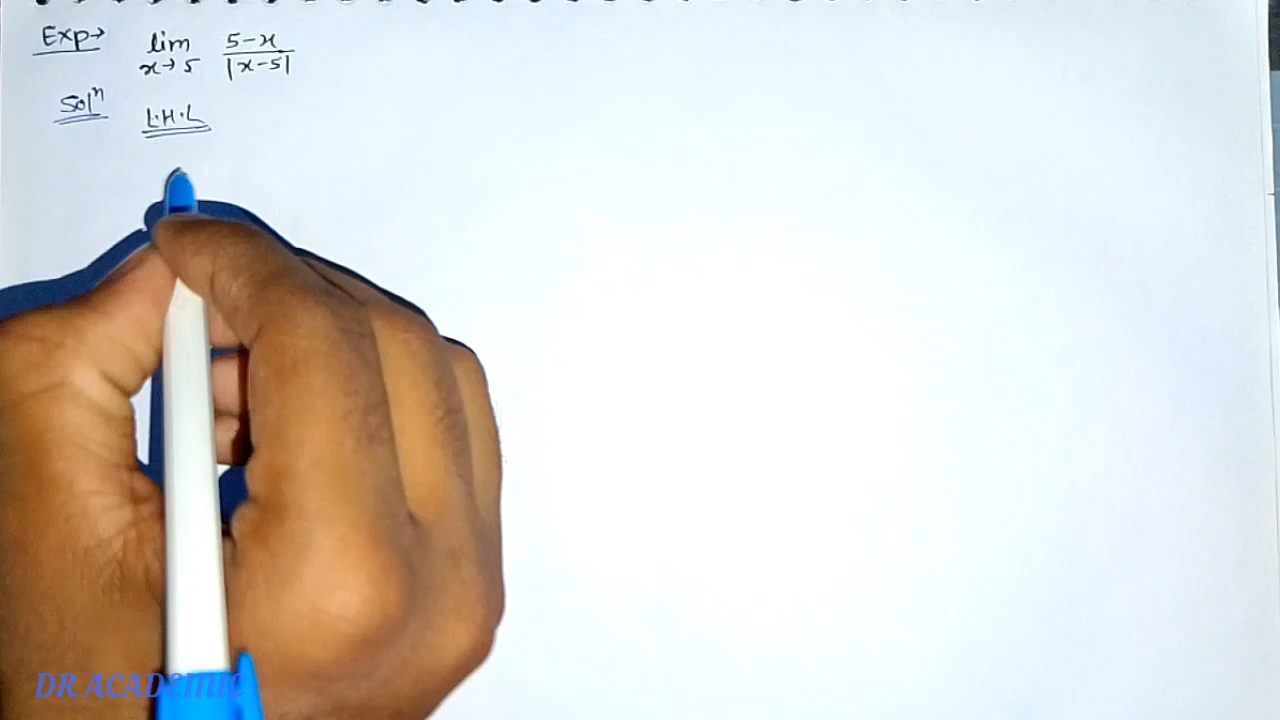 Exp→ lim x→5 5-x/|x-5|
Solⁿ L.H.L
DR ACADEMIC